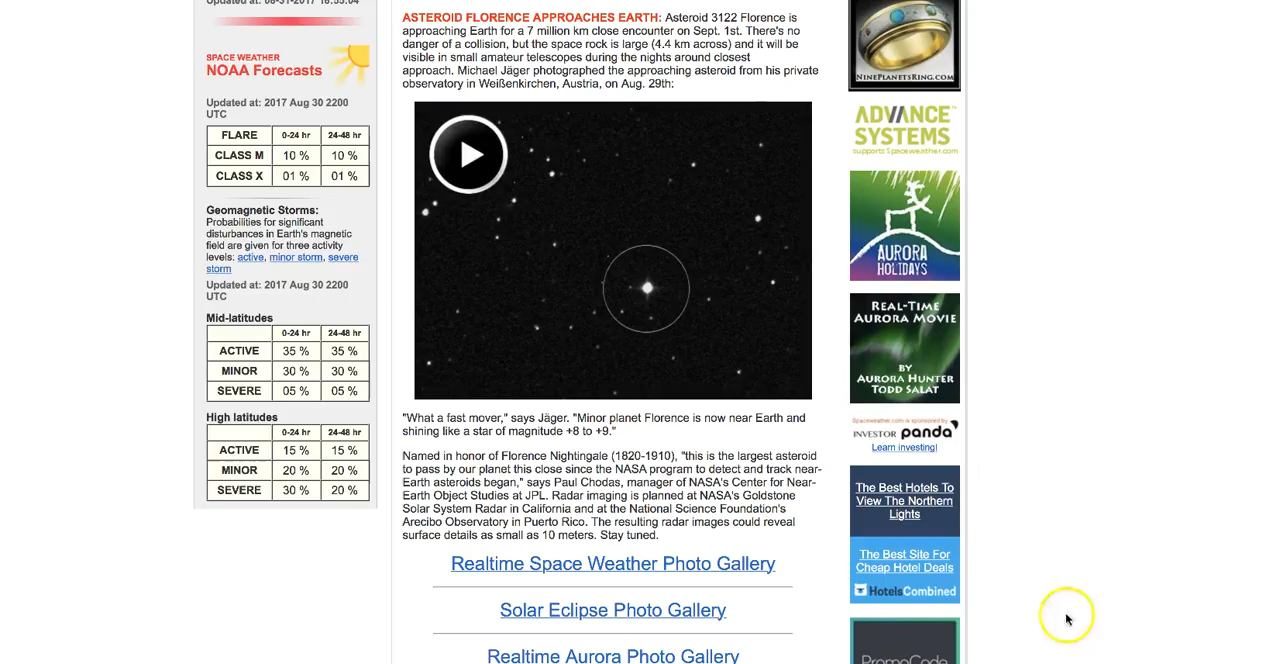 Updated at: 08-31-2017 16:55:04
SPACE WEATHER
NOAA Forecasts
Updated at: 2017 Aug 30 2200
UTC
FLARE 0-24 hr 24-48 hr
CLASS M 10 % 10 %
CLASS X 01 % 01 %
Geomagnetic Storms:
Probabilities for significant
disturbances in Earth's magnetic
field are given for three activity
levels: active, minor storm, severe
storm
Updated at: 2017 Aug 30 2200
UTC
Mid-latitudes
0-24 hr 24-48 hr
ACTIVE 35 % 35 %
MINOR 30 % 30 %
SEVERE 05 % 05 %
High latitudes
0-24 hr 24-48 hr
ACTIVE 15 % 15 %
MINOR 20 % 20 %
SEVERE 30 % 20 %
ASTEROID FLORENCE APPROACHES EARTH: Asteroid 3122 Florence is
approaching Earth for a 7 million km close encounter on Sept. 1st. There's no
danger of a collision, but the space rock is large (4.4 km across) and it will be
visible in small amateur telescopes during the nights around closest
approach. Michael Jäger photographed the approaching asteroid from his private
observatory in Weißenkirchen, Austria, on Aug. 29th:
"What a fast mover," says Jäger. "Minor planet Florence is now near Earth and
shining like a star of magnitude +8 to +9."
Named in honor of Florence Nightingale (1820-1910), "this is the largest asteroid
to pass by our planet this close since the NASA program to detect and track near-
Earth asteroids began," says Paul Chodas, manager of NASA's Center for Near-
Earth Object Studies at JPL. Radar imaging is planned at NASA's Goldstone
Solar System Radar in California and at the National Science Foundation's
Arecibo Observatory in Puerto Rico. The resulting radar images could reveal
surface details as small as 10 meters. Stay tuned.
Realtime Space Weather Photo Gallery
Solar Eclipse Photo Gallery
Realtime Aurora Photo Gallery
NINEPLANETSRING.COM
ADVANCE™
SYSTEMS
supports Spaceweather.com
AURORA
HOLIDAYS
REAL-TIME
AURORA MOVIE
BY
AURORA HUNTER
TODD SALAT
Spaceweather.com is sponsored by
INVESTOR panda
Learn investing!
The Best Hotels To
View The Northern
Lights
The Best Site For
Cheap Hotel Deals
HotelsCombined
PromoCode